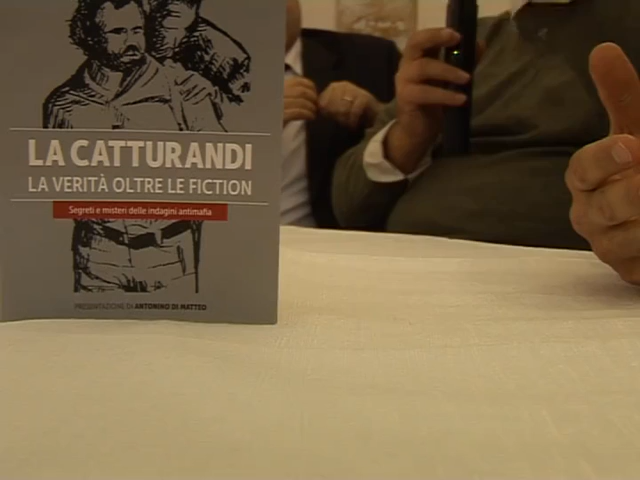 LA CATTURANDI
LA VERITÀ OLTRE LE FICTION
Segreti e misteri delle indagini antimafia
PRESENTAZIONE DI ANTONINO DI MATTEO